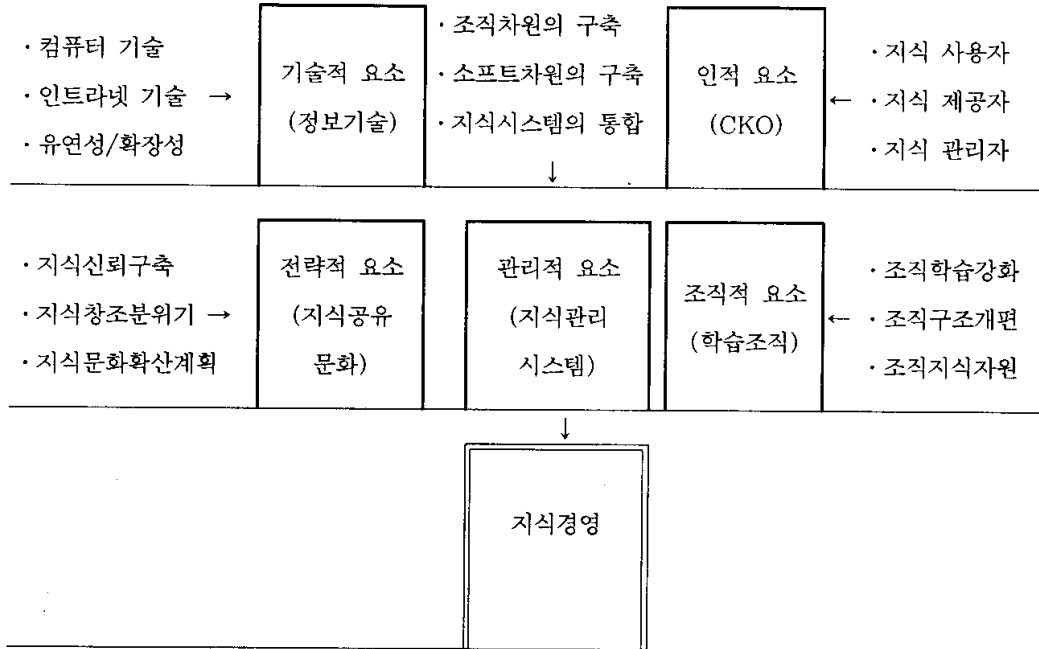 · 컴퓨터 기술
· 인트라넷 기술 →
· 유연성/확장성
기술적 요소
(정보기술)
· 조직차원의 구축
· 소프트차원의 구축
· 지식시스템의 통합
↓
인적 요소
(CKO)
· 지식 사용자
← · 지식 제공자
· 지식 관리자
· 지식신뢰구축
· 지식창조분위기 →
· 지식문화확산계획
전략적 요소
(지식공유
문화)
관리적 요소
(지식관리
시스템)
조직적 요소
(학습조직)
· 조직학습강화
← · 조직구조개편
· 조직지식자원
↓
지식경영